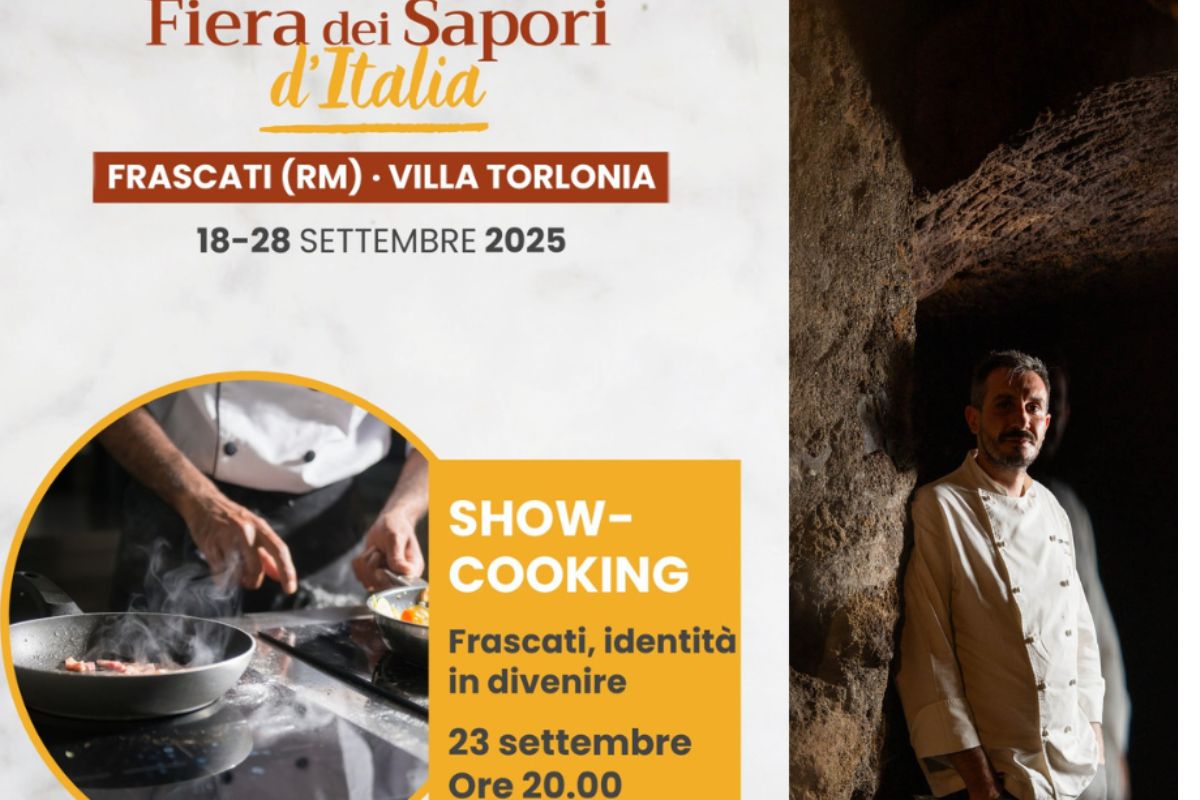 Fiera dei Sapori
d'Italia
FRASCATI (RM) · VILLA TORLONIA
18-28 SETTEMBRE 2025
SHOW-
COOKING
Frascati, identità
in divenire
23 settembre
Ore 20.00